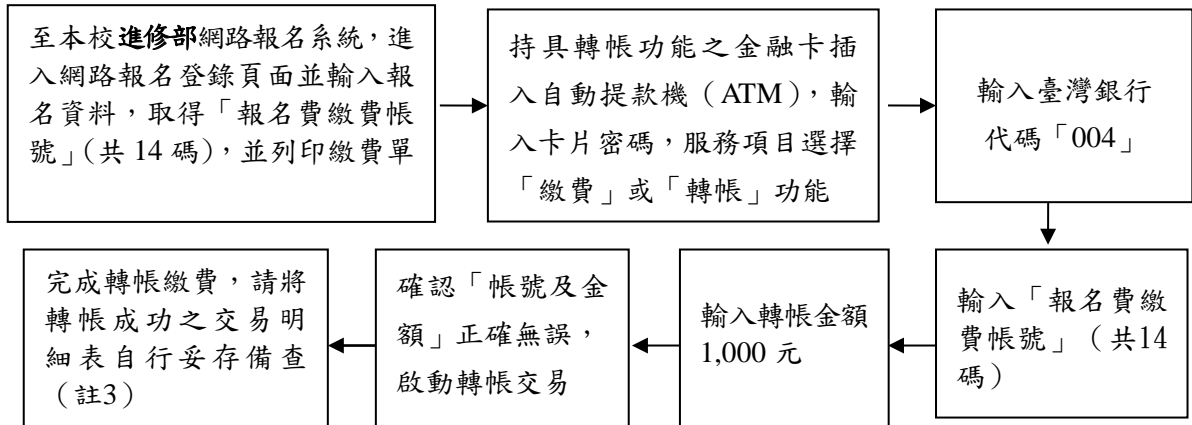 至本校進修部網路報名系統，進
入網路報名登錄頁面並輸入報
名資料，取得「報名費繳費帳
號」(共 14 碼)，並列印繳費單
持具轉帳功能之金融卡插
入自動提款機（ATM），輸
入卡片密碼，服務項目選擇
「繳費」或「轉帳」功能
輸入臺灣銀行
代碼「004」
輸入「報名費繳
費帳號」（共14
碼）
輸入轉帳金額
1,000 元
確認「帳號及金
額」正確無誤，
啟動轉帳交易
完成轉帳繳費，請將
轉帳成功之交易明
細表自行妥存備查
（註3）